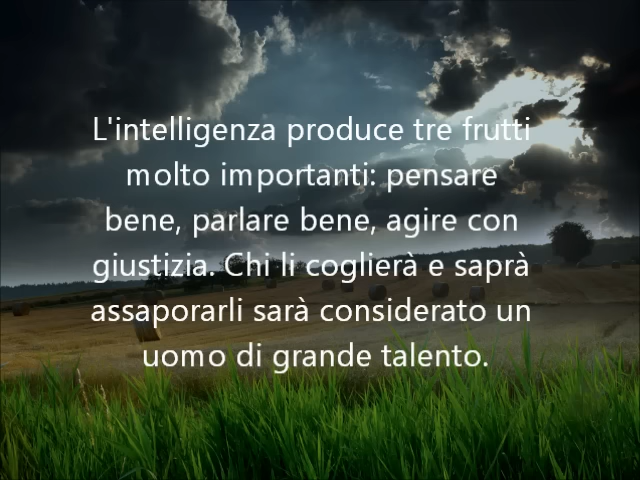 L'intelligenza produce tre frutti
molto importanti: pensare
bene, parlare bene, agire con
giustizia. Chi li coglierà e saprà
assaporarli sarà considerato un
uomo di grande talento.